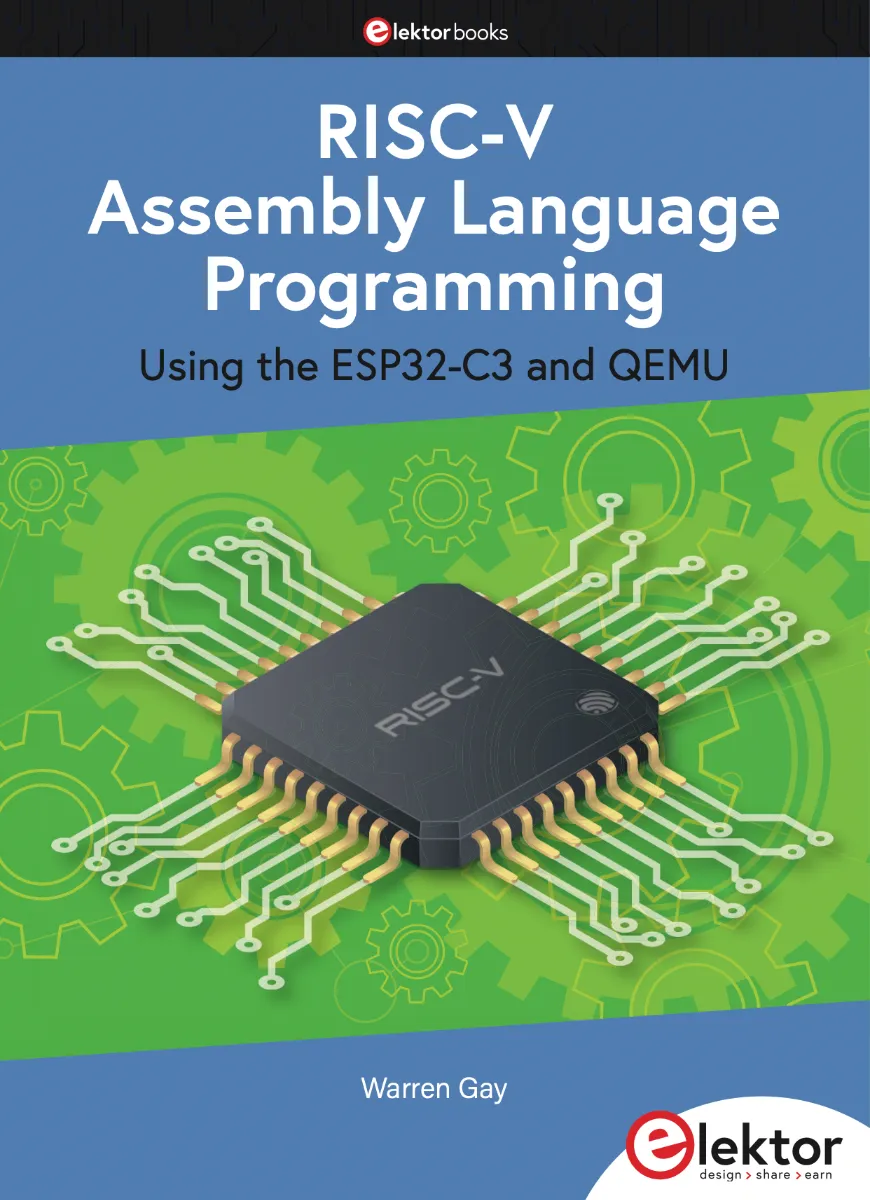 elektor books
RISC-V
Assembly Language
Programming
Using the ESP32-C3 and QEMU
RISC-V
Warren Gay
elektor
design > share > earn